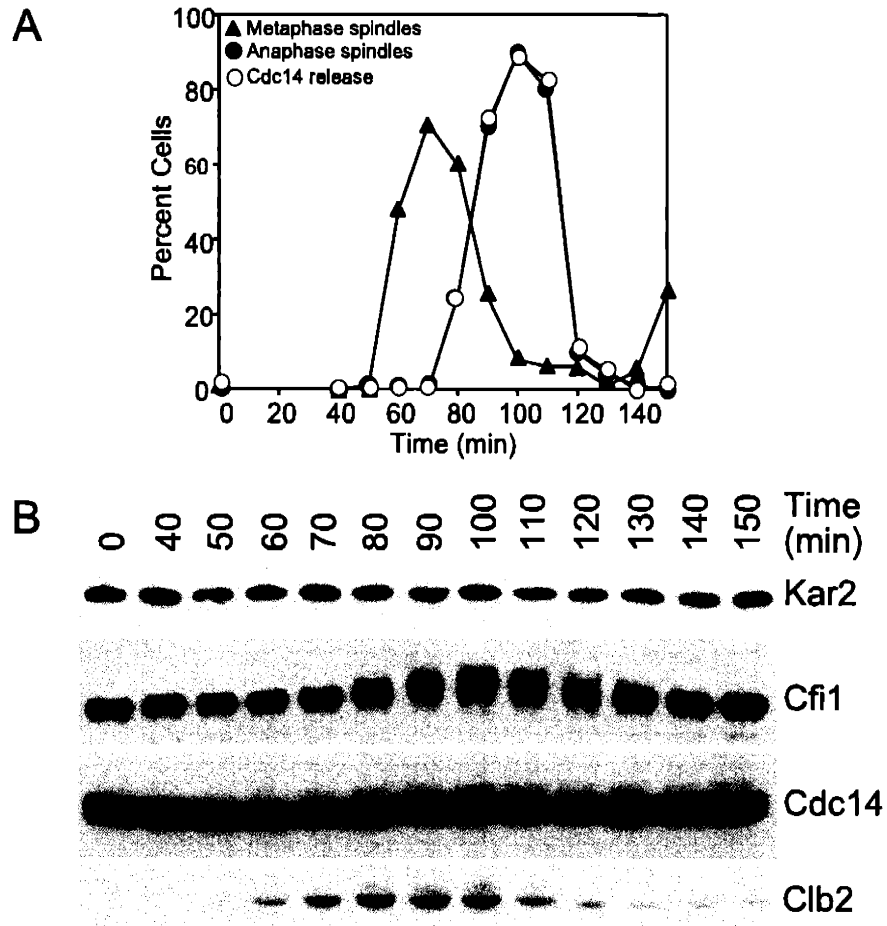 A
Metaphase spindles
Anaphase spindles
Cdc14 release
100
80
60
40
20
0
Percent Cells
0 20 40 60 80 100 120 140
Time (min)
B
0 40 50 60 70 80 90 100 110 120 130 140 150
Time
(min)
Kar2
Cfi1
Cdc14
Clb2